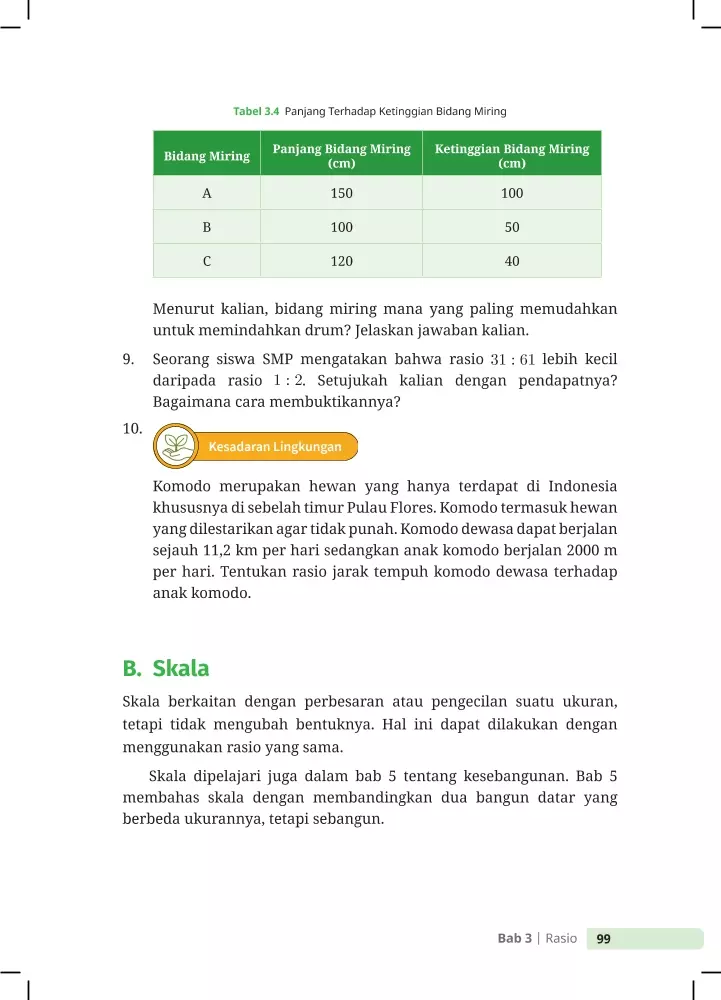 Tabel 3.4 Panjang Terhadap Ketinggian Bidang Miring
Bidang Miring
Panjang Bidang Miring
(cm)
Ketinggian Bidang Miring
(cm)
A 150 100
B 100 50
C 120 40
Menurut kalian, bidang miring mana yang paling memudahkan
untuk memindahkan drum? Jelaskan jawaban kalian.
9. Seorang siswa SMP mengatakan bahwa rasio 31 : 61 lebih kecil
daripada rasio 1 : 2. Setujukah kalian dengan pendapatnya?
Bagaimana cara membuktikannya?
10.
Kesadaran Lingkungan
Komodo merupakan hewan yang hanya terdapat di Indonesia
khususnya di sebelah timur Pulau Flores. Komodo termasuk hewan
yang dilestarikan agar tidak punah. Komodo dewasa dapat berjalan
sejauh 11,2 km per hari sedangkan anak komodo berjalan 2000 m
per hari. Tentukan rasio jarak tempuh komodo dewasa terhadap
anak komodo.
B. Skala
Skala berkaitan dengan perbesaran atau pengecilan suatu ukuran,
tetapi tidak mengubah bentuknya. Hal ini dapat dilakukan dengan
menggunakan rasio yang sama.
Skala dipelajari juga dalam bab 5 tentang kesebangunan. Bab 5
membahas skala dengan membandingkan dua bangun datar yang
berbeda ukurannya, tetapi sebangun.
Bab 3 | Rasio 99